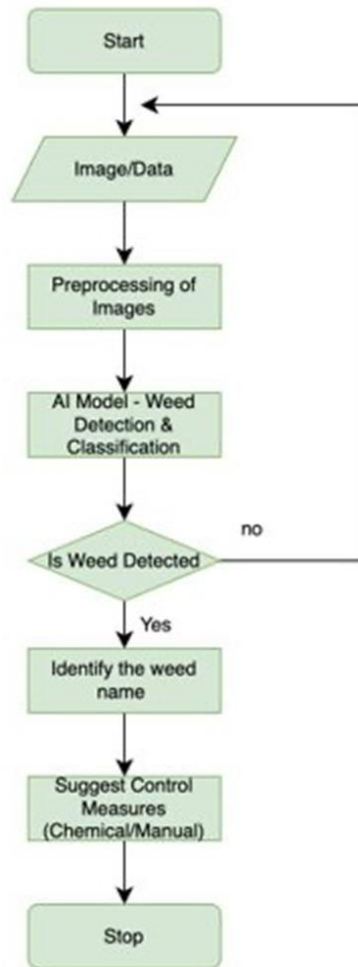 Start
Image/Data
Preprocessing of
Images
AI Model - Weed
Detection &
Classification
Is Weed Detected
no
Yes
Identify the weed
name
Suggest Control
Measures
(Chemical/Manual)
Stop